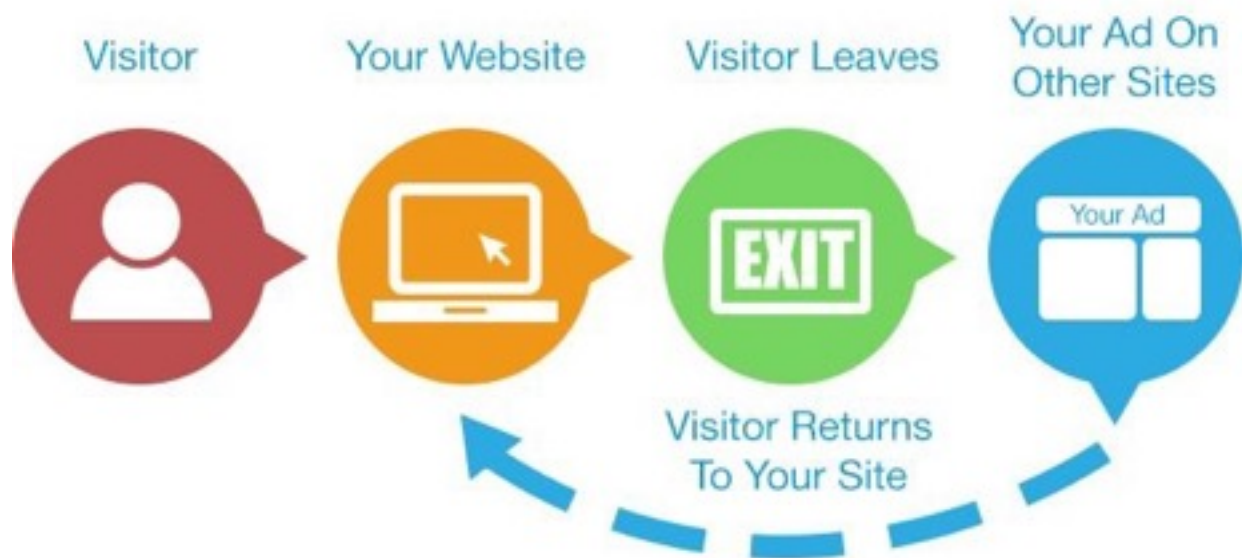 Visitor
Your Website
Visitor Leaves
Your Ad On
Other Sites
EXIT
Your Ad
Visitor Returns
To Your Site